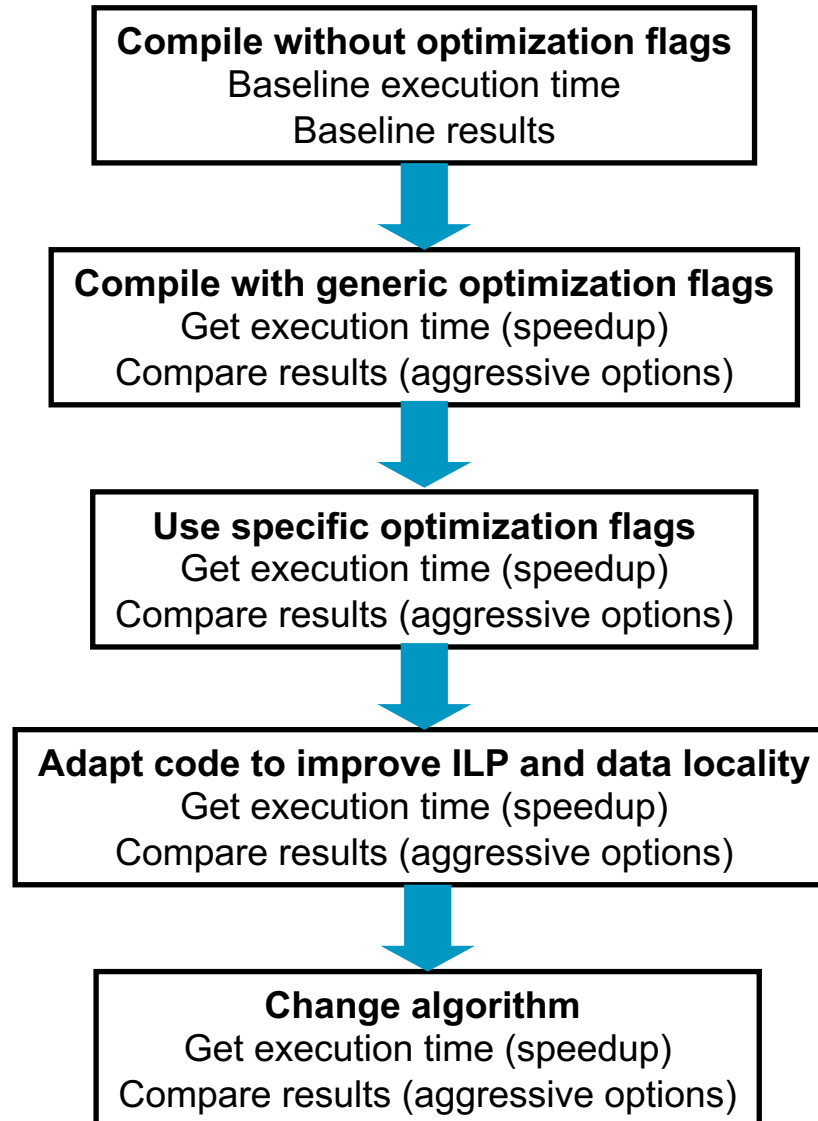 Compile without optimization flags
Baseline execution time
Baseline results
Compile with generic optimization flags
Get execution time (speedup)
Compare results (aggressive options)
Use specific optimization flags
Get execution time (speedup)
Compare results (aggressive options)
Adapt code to improve ILP and data locality
Get execution time (speedup)
Compare results (aggressive options)
Change algorithm
Get execution time (speedup)
Compare results (aggressive options)